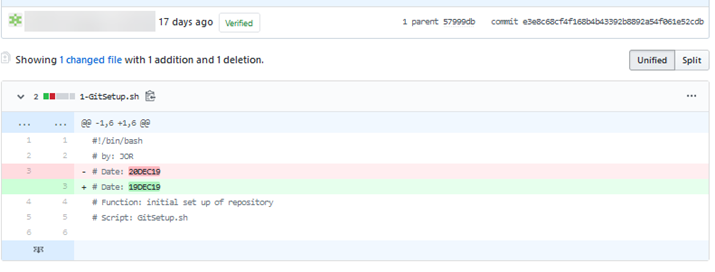 17 days ago Verified 1 parent 57999db commit e3e8c68cf4f168b4b43392b8892a54f061e52cdb
Showing 1 changed file with 1 addition and 1 deletion. Unified Split
2 1-GitSetup.sh ...
... ... @@ -1,6 +1,6 @@
1 1 #!/bin/bash
2 2 # by: JOR
3 - # Date: 20DEC19
3 + # Date: 19DEC19
4 4 # Function: initial set up of repository
5 5 # Script: GitSetup.sh
6 6